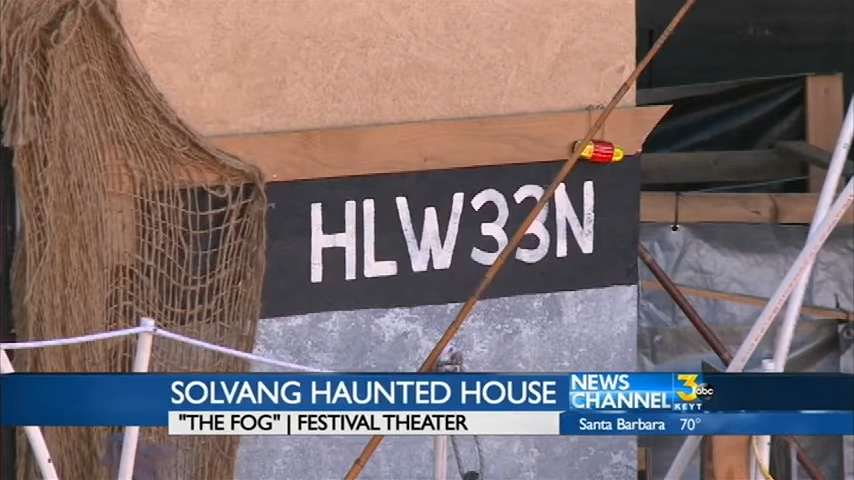 HLW33N
SOLVANG HAUNTED HOUSE
"THE FOG" | FESTIVAL THEATER
NEWS
CHANNEL 3 abc
KEYT
Santa Barbara 70°